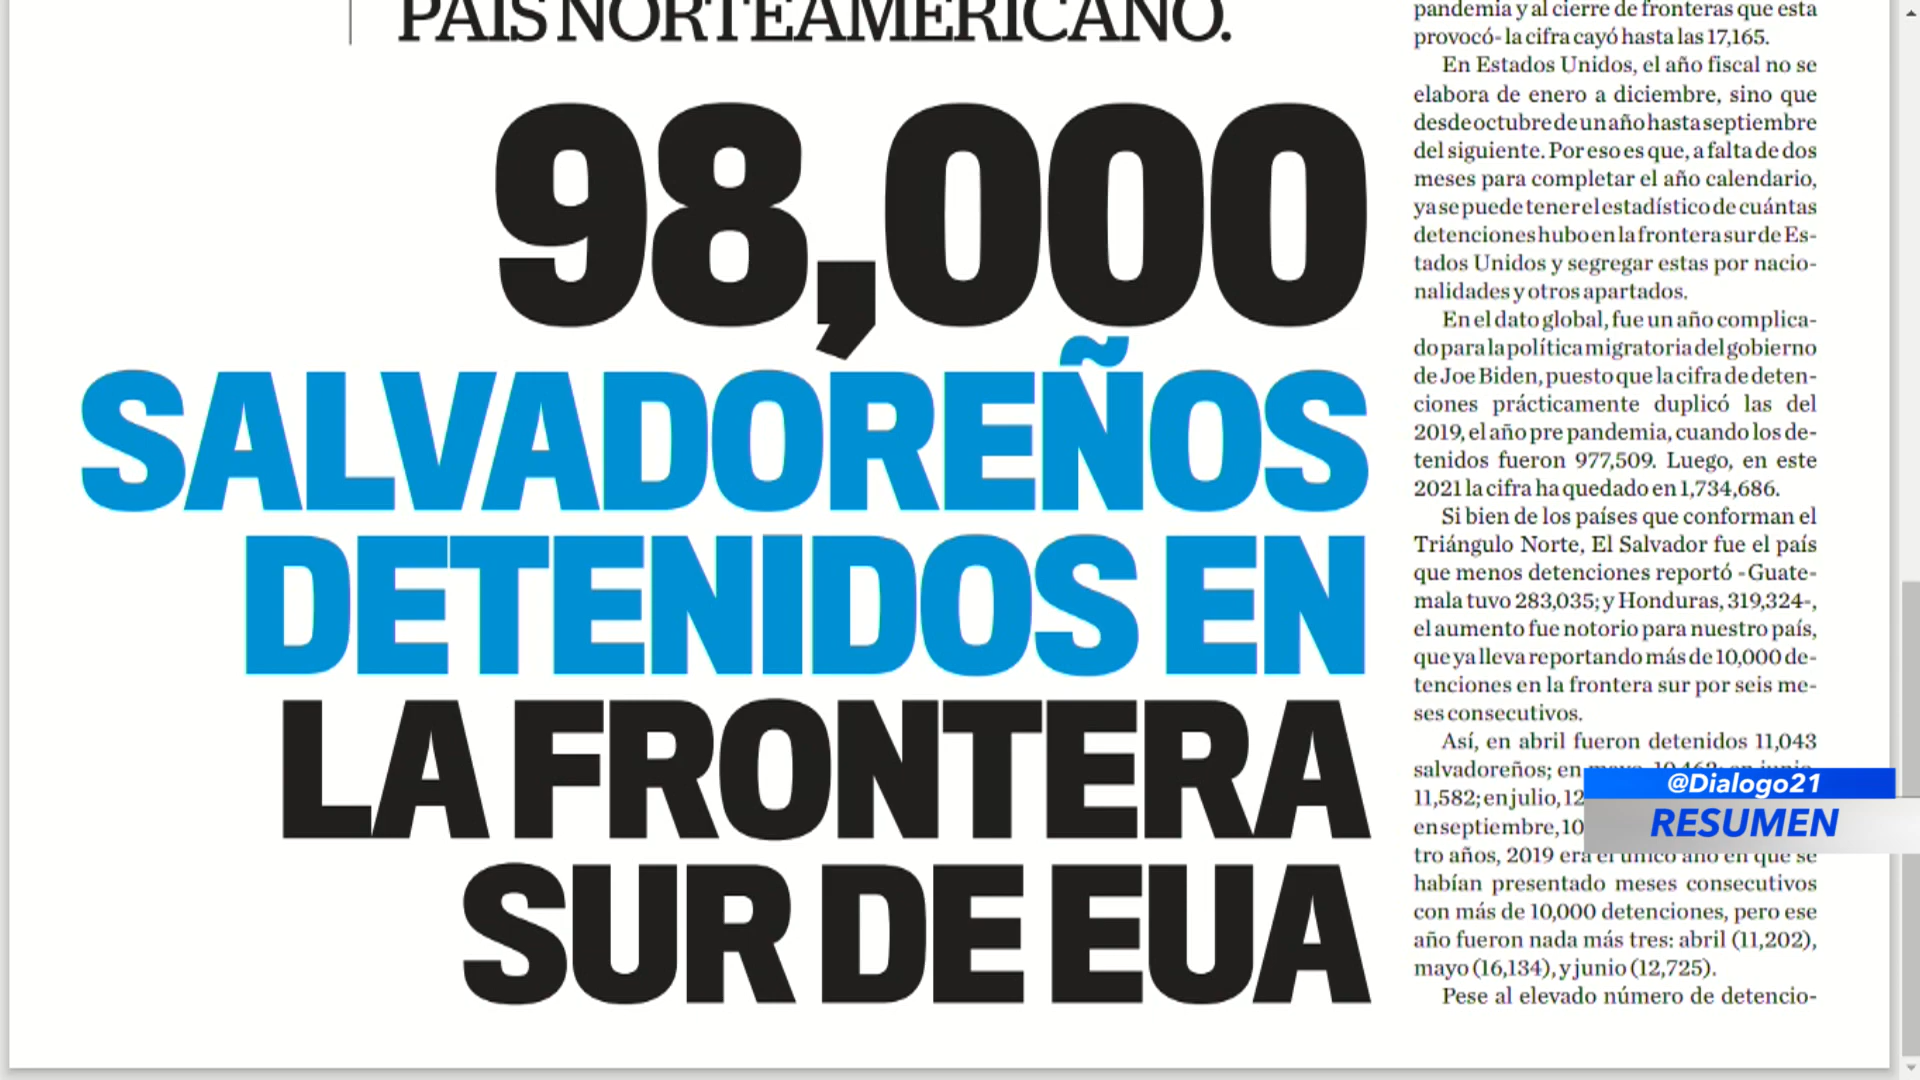 PAÍS NORTEAMERICANO.
98,000
SALVADOREÑOS
DETENIDOS EN
LA FRONTERA
SUR DE EUA
pandemia y al cierre de fronteras que esta
provocó- la cifra cayó hasta las 17,165.
En Estados Unidos, el año fiscal no se
elabora de enero a diciembre, sino que
desde octubre de un año hasta septiembre
del siguiente. Por eso es que, a falta de dos
meses para completar el año calendario,
ya se puede tener el estadístico de cuántas
detenciones hubo en la frontera sur de Es-
tados Unidos y segregar estas por nacio-
nalidades y otros apartados.
En el dato global, fue un año complica-
do para la política migratoria del gobierno
de Joe Biden, puesto que la cifra de deten-
ciones prácticamente duplicó las del
2019, el año pre pandemia, cuando los de-
tenidos fueron 977,509. Luego, en este
2021 la cifra ha quedado en 1,734,686.
Si bien de los países que conforman el
Triángulo Norte, El Salvador fue el país
que menos detenciones reportó -Guate-
mala tuvo 283,035; y Honduras, 319,324-,
el aumento fue notorio para nuestro país,
que ya lleva reportando más de 10,000 de-
tenciones en la frontera sur por seis me-
ses consecutivos.
Así, en abril fueron detenidos 11,043
salvadoreños; en mayo, 10,462; en junio,
11,582; en julio, 12
en septiembre, 10
tro años, 2019 era el único año en que se
habían presentado meses consecutivos
con más de 10,000 detenciones, pero ese
año fueron nada más tres: abril (11,202),
mayo (16,134), y junio (12,725).
Pese al elevado número de detencio-
@Dialogo21
RESUMEN